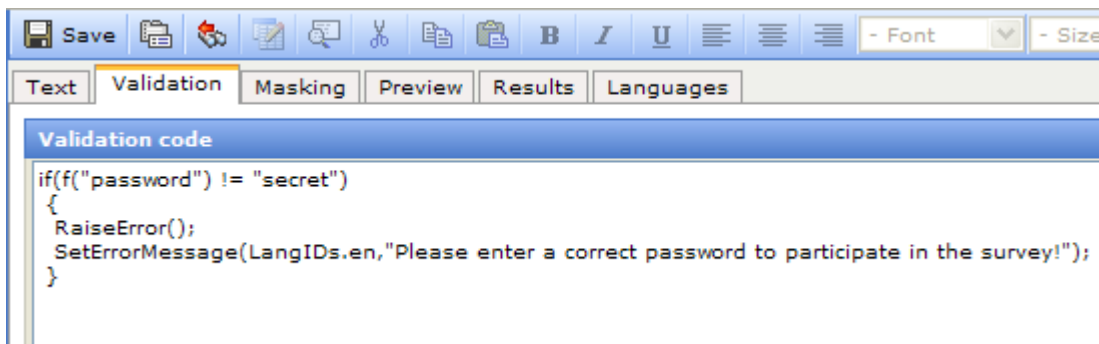 Save B I U - Font - Size
Text Validation Masking Preview Results Languages
Validation code
if(f("password") != "secret")
{
RaiseError();
SetErrorMessage(LangIDs.en,"Please enter a correct password to participate in the survey!");
}